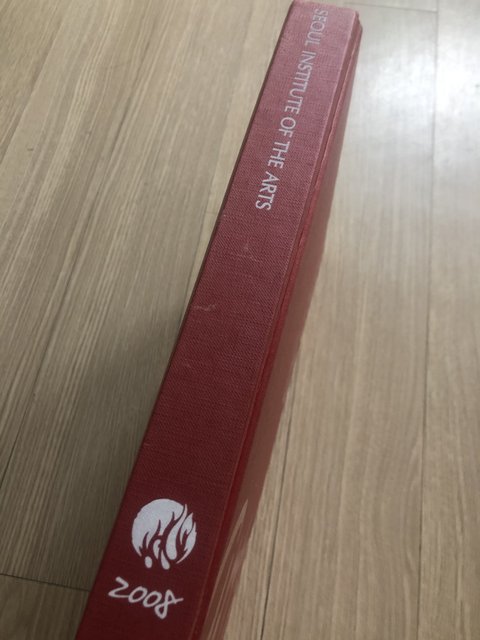 SEOUL INSTITUTE OF THE ARTS
2008